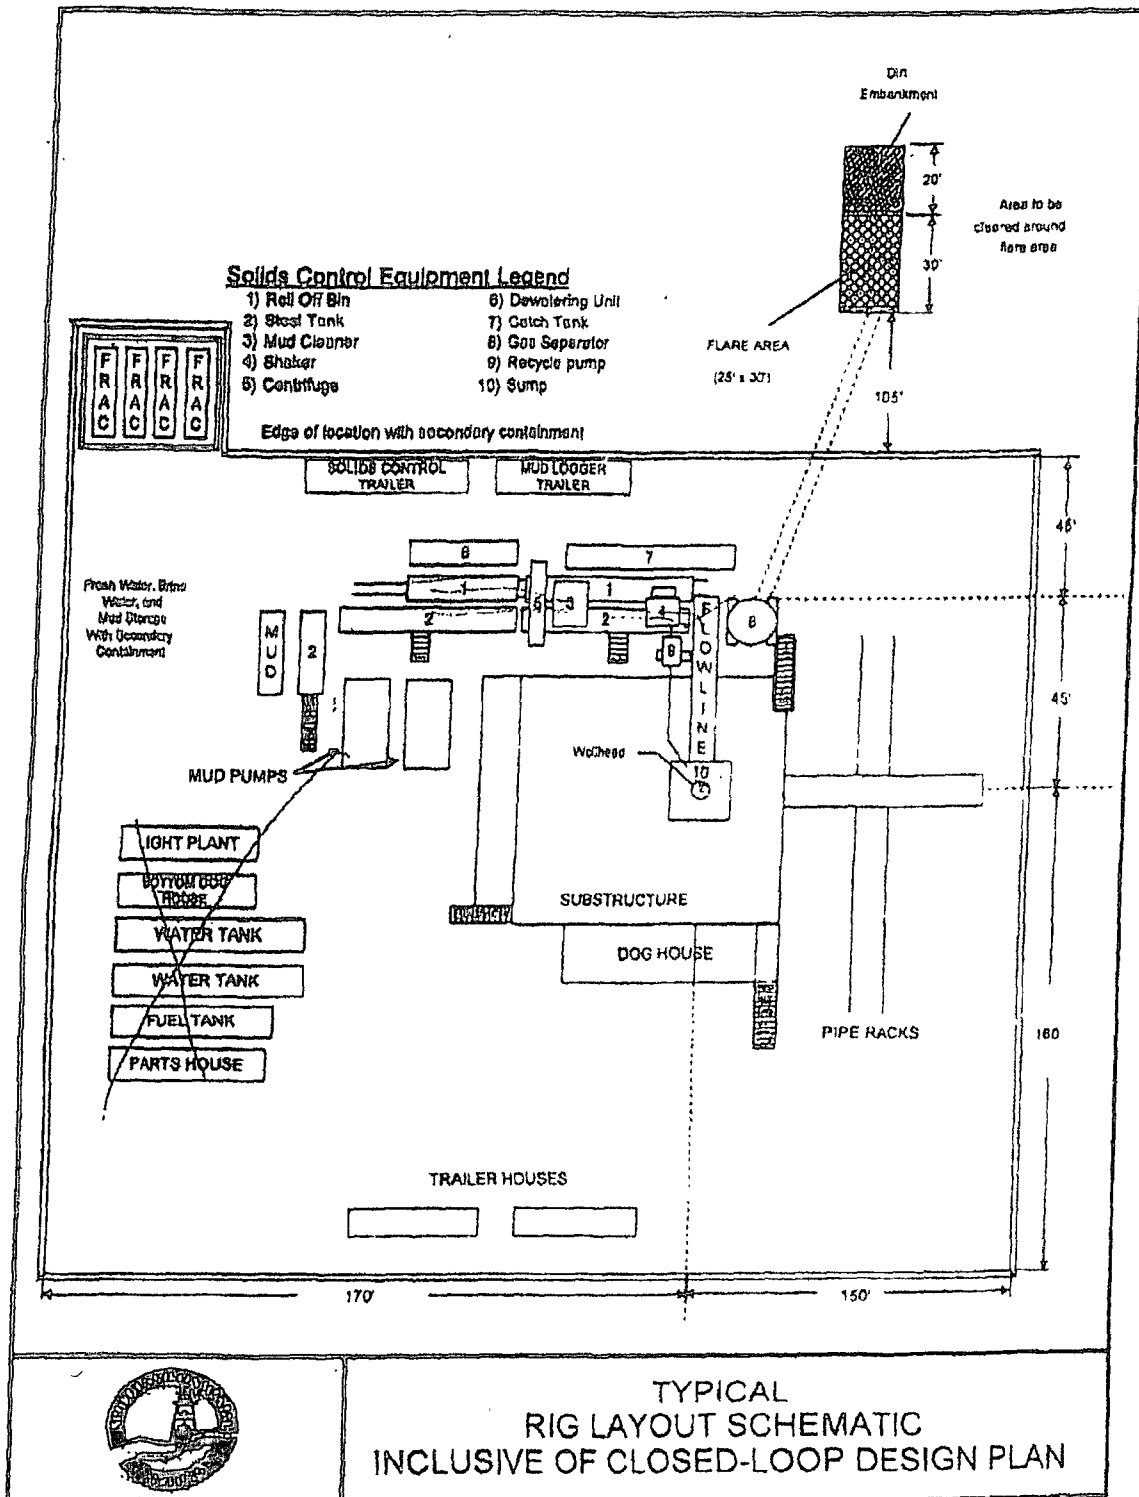 Dirt
Embankment
20'
Area to be
cleared around
flare area
30'
Solids Control Equipment Legend
1) Roll Off Bin
2) Steel Tank
3) Mud Cleaner
4) Shaker
5) Centrifuge
6) Dewatering Unit
7) Catch Tank
8) Gas Separator
9) Recycle pump
10) Sump
FLARE AREA
(25' x 30')
105'
FRAC
FRAC
FRAC
FRAC
Edge of location with secondary containment
SOLIDS CONTROL
TRAILER
MUD LOGGER
TRAILER
45'
6
7
Fresh Water, Brine
Water, and
Mud Storage
With Secondary
Containment
1
5
3
1
2
2
4
8
9
MUD
2
FLOWLINE
45'
Wellhead
10
MUD PUMPS
IGHT PLANT
BOTTOM DOG
HOUSE
WATER TANK
WATER TANK
FUEL TANK
PARTS HOUSE
SUBSTRUCTURE
DOG HOUSE
PIPE RACKS
160
TRAILER HOUSES
170'
150'
TYPICAL
RIG LAYOUT SCHEMATIC
INCLUSIVE OF CLOSED-LOOP DESIGN PLAN